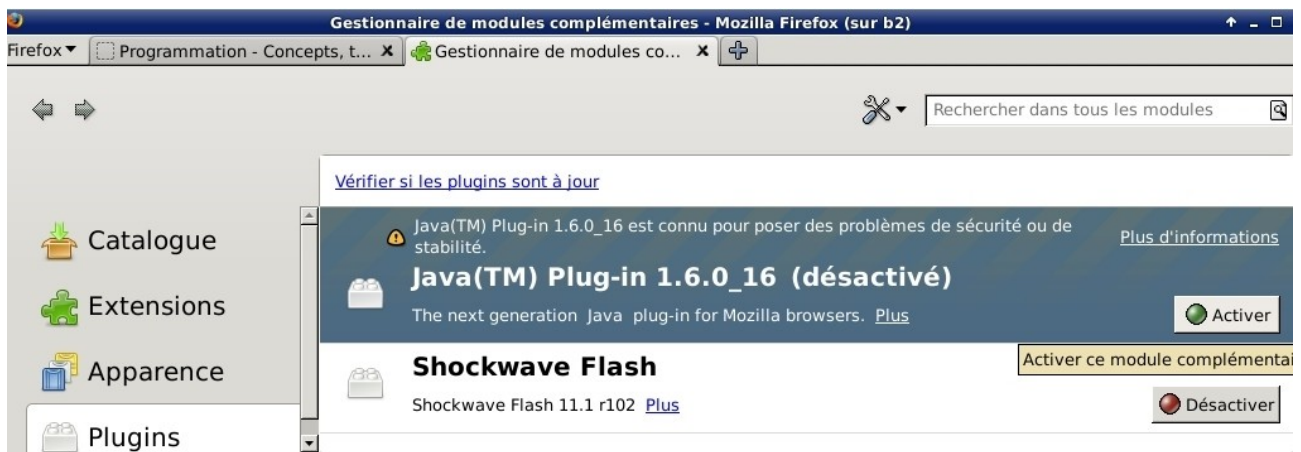 Gestionnaire de modules complémentaires - Mozilla Firefox (sur b2)
Firefox
Programmation - Concepts, t...
Gestionnaire de modules co...
Rechercher dans tous les modules
Vérifier si les plugins sont à jour
Catalogue
Extensions
Apparence
Plugins
Java(TM) Plug-in 1.6.0_16 est connu pour poser des problèmes de sécurité ou de
stabilité.
Plus d'informations
Java(TM) Plug-in 1.6.0_16 (désactivé)
The next generation Java plug-in for Mozilla browsers. Plus
Activer
Activer ce module complémentai
Shockwave Flash
Shockwave Flash 11.1 r102 Plus
Désactiver